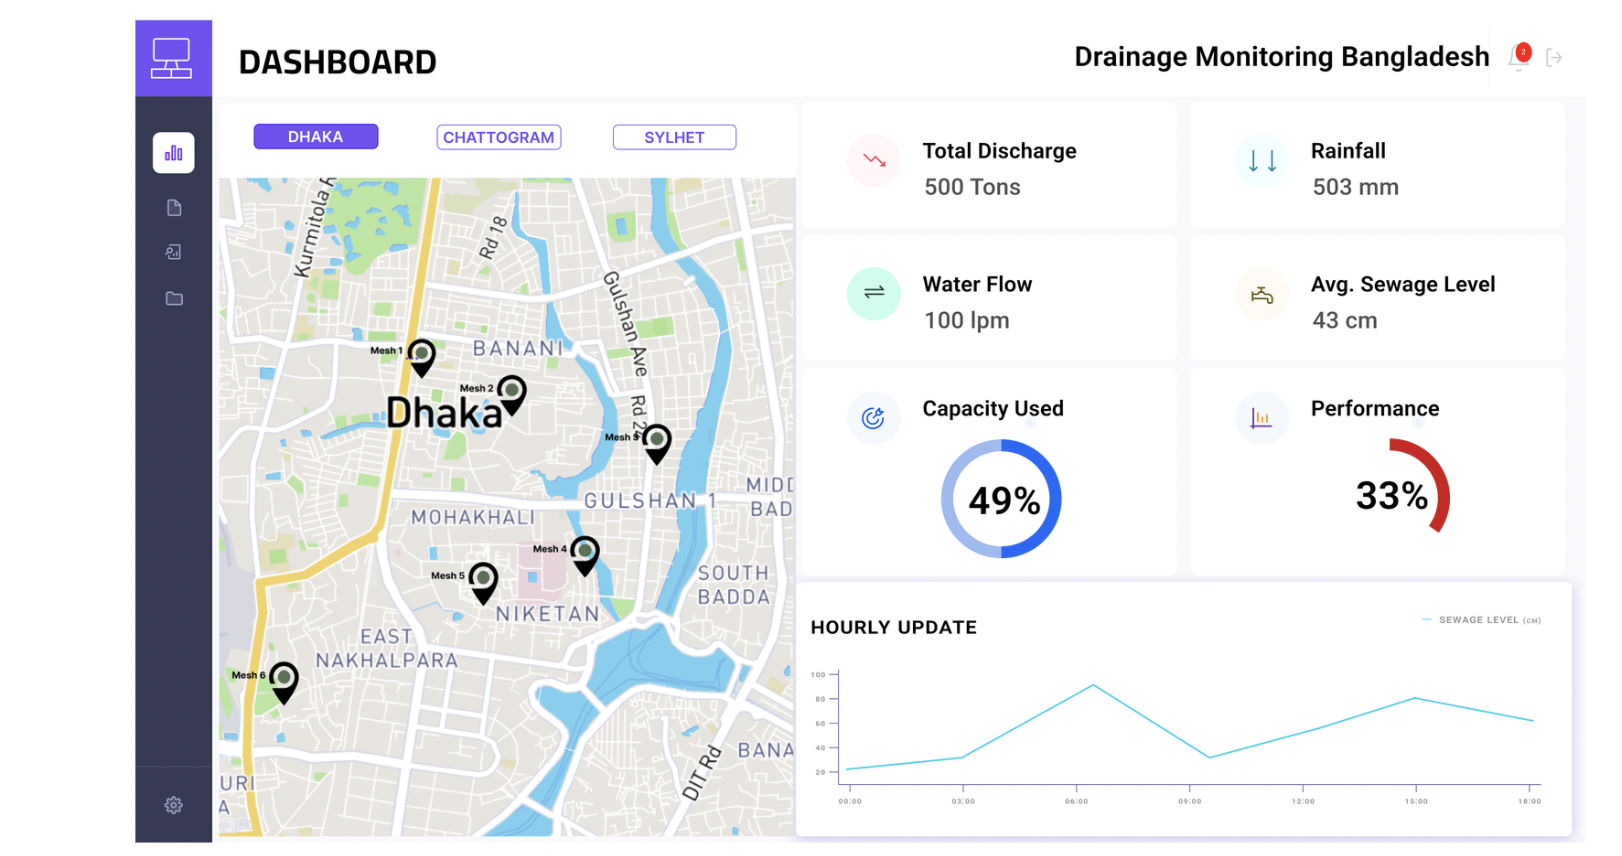 DASHBOARD
Drainage Monitoring Bangladesh
2
DHAKA
CHATTOGRAM
SYLHET
Kurmitola R
Rd 18
Gulshan Ave
Mesh 1
BANANI
Mesh 2
Dhaka
Rd 24
Mesh 3
MIDD
BAD
GULSHAN 1
MOHAKHALI
Mesh 4
Mesh 5
SOUTH
BADDA
NIKETAN
EAST
NAKHALPARA
Mesh 6
BANA
DIT Rd
URI
A
Total Discharge
500 Tons
Rainfall
503 mm
Water Flow
100 lpm
Avg. Sewage Level
43 cm
Capacity Used
49%
Performance
33%
HOURLY UPDATE
SEWAGE LEVEL (CM)
100
80
60
40
20
00:00
03:00
06:00
09:00
12:00
15:00
18:00